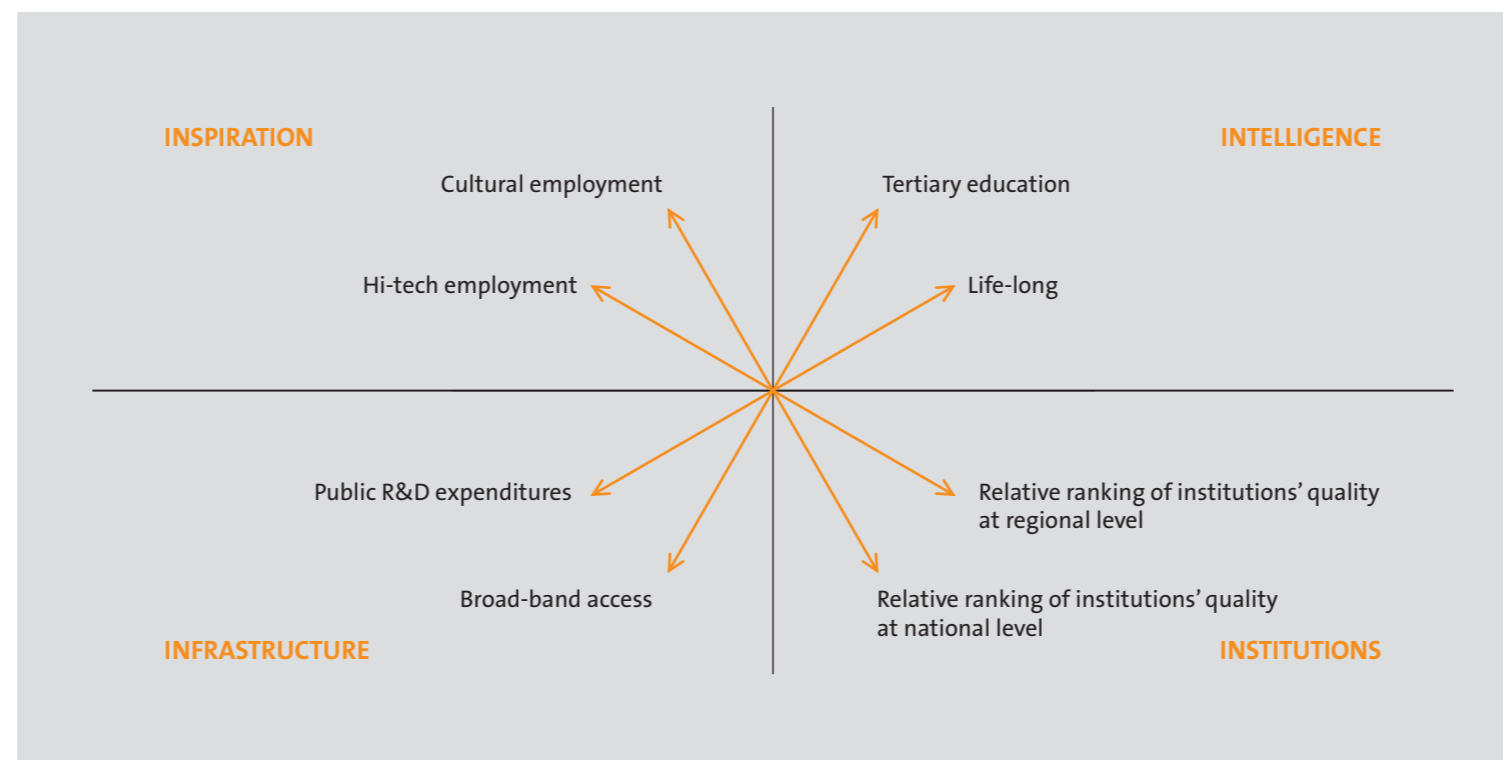 INSPIRATION
INTELLIGENCE
Cultural employment
Tertiary education
Hi-tech employment
Life-long
Public R&D expenditures
Relative ranking of institutions’ quality
at regional level
Broad-band access
Relative ranking of institutions’ quality
at national level
INFRASTRUCTURE
INSTITUTIONS